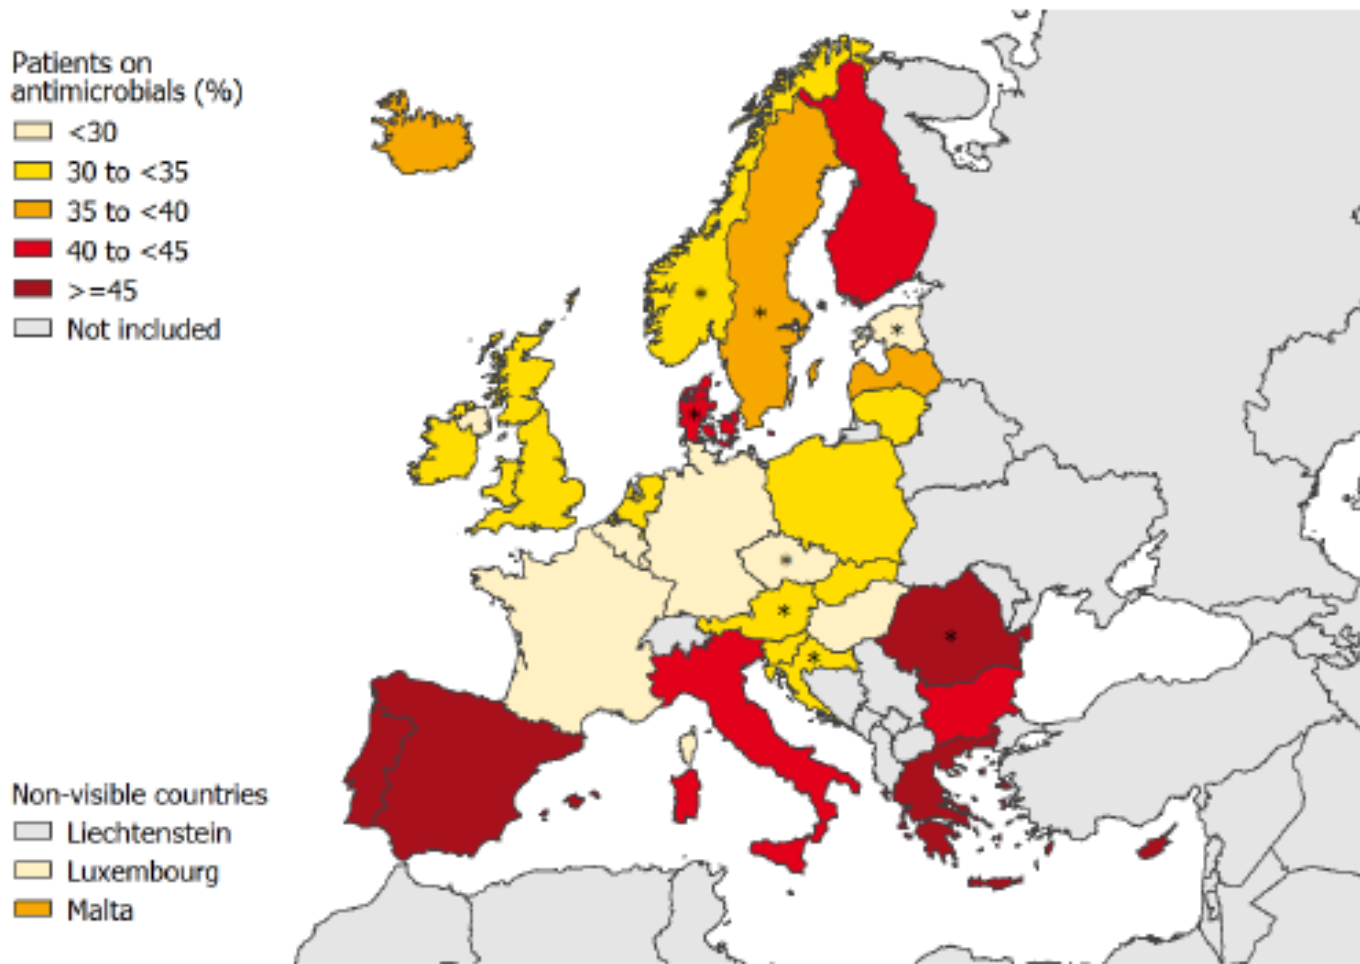 Patients on
antimicrobials (%)
<30
30 to <35
35 to <40
40 to <45
>=45
Not included
Non-visible countries
Liechtenstein
Luxembourg
Malta